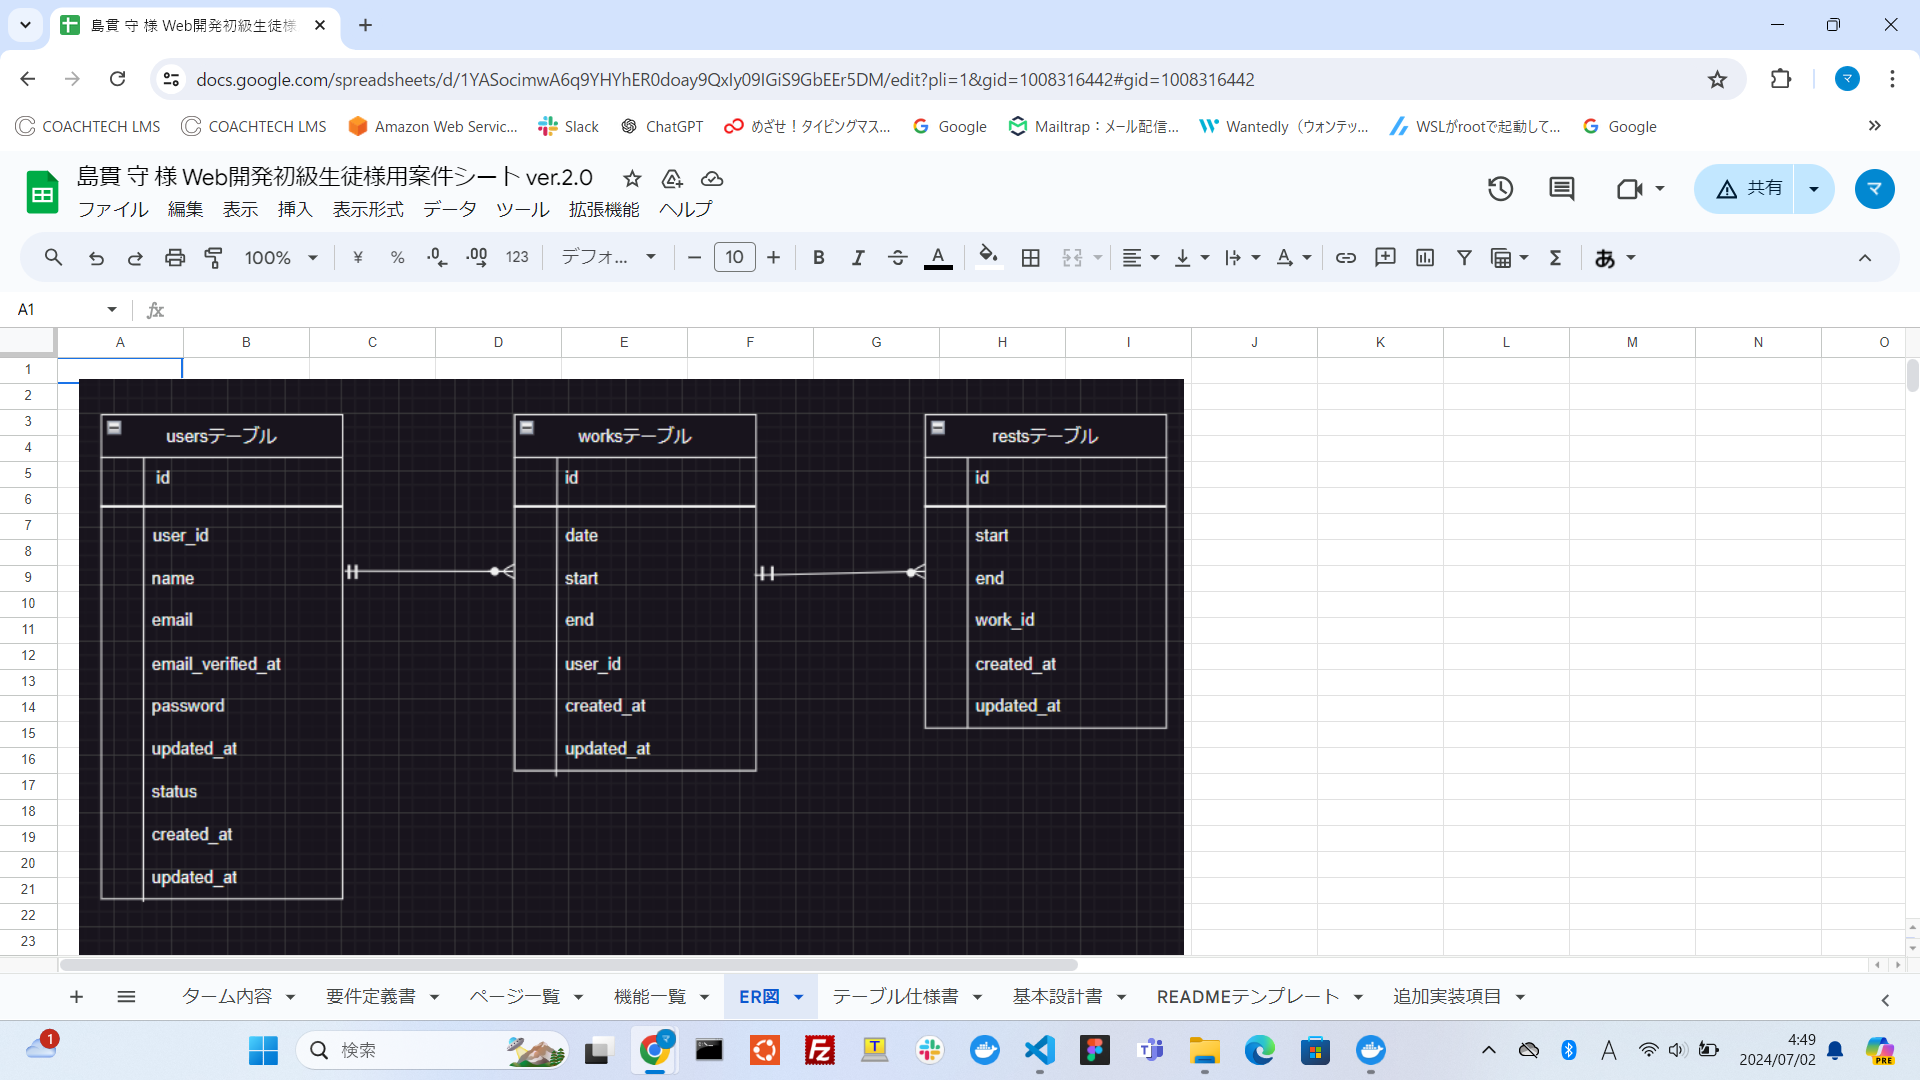 島貫 守 様 Web開発初級生徒様
docs.google.com/spreadsheets/d/1YASocimwA6q9YHYhER0doay9QxIy09IGiS9GbEEr5DM/edit?pli=1&gid=1008316442#gid=1008316442
マ
COACHTECH LMS
COACHTECH LMS
Amazon Web Servic...
Slack
ChatGPT
めざせ！タイピングマス...
Google
Mailtrap：メール配信...
Wantedly（ウォンテッ...
WSLがrootで起動して...
Google
島貫 守 様 Web開発初級生徒様用案件シート ver.2.0
ファイル 編集 表示 挿入 表示形式 データ ツール 拡張機能 ヘルプ
共有
マ
100% ¥ % .0 .00 123 デフォ... 10 B I A あ
A1 fx
A B C D E F G H I J K L M N O
1
2
3
4
5
6
7
8
9
10
11
12
13
14
15
16
17
18
19
20
21
22
23
usersテーブル
id
user_id
name
email
email_verified_at
password
updated_at
status
created_at
updated_at
worksテーブル
id
date
start
end
user_id
created_at
updated_at
restsテーブル
id
start
end
work_id
created_at
updated_at
ターム内容 要件定義書 ページ一覧 機能一覧 ER図 テーブル仕様書 基本設計書 READMEテンプレート 追加実装項目
1
検索
A
4:49
2024/07/02
PRE